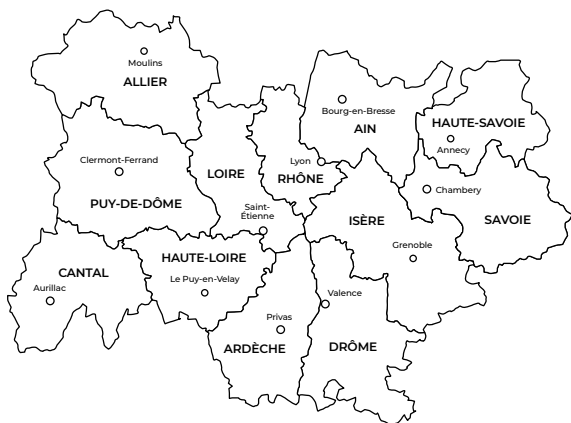 Moulins
ALLIER
Bourg-en-Bresse
AIN
HAUTE-SAVOIE
Annecy
Clermont-Ferrand
PUY-DE-DÔME
LOIRE
Lyon
RHÔNE
Chambery
SAVOIE
Saint-
Étienne
ISÈRE
Grenoble
CANTAL
Aurillac
HAUTE-LOIRE
Le Puy-en-Velay
Privas
ARDÈCHE
Valence
DRÔME